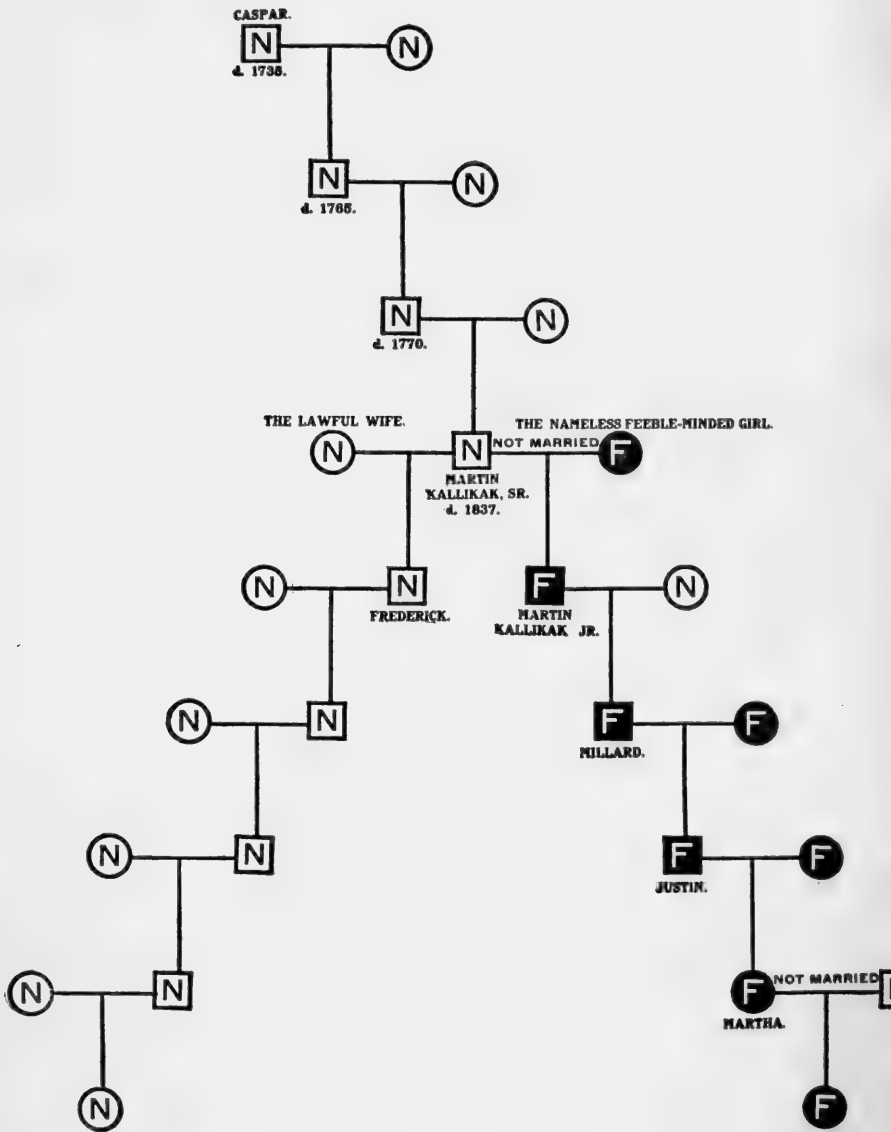 CASPAR.
N N
d. 1735.
N N
d. 1765.
N N
d. 1770.
THE LAWFUL WIFE. THE NAMELESS FEEBLE-MINDED GIRL.
N N NOT MARRIED F
MARTIN
KALLIKAK, SR.
d. 1837.
N N F N
FREDERICK. MARTIN
KALLIKAK JR.
N N F F
MILLARD.
N N F F
JUSTIN.
N N F NOT MARRIED
MARTHA.
N F